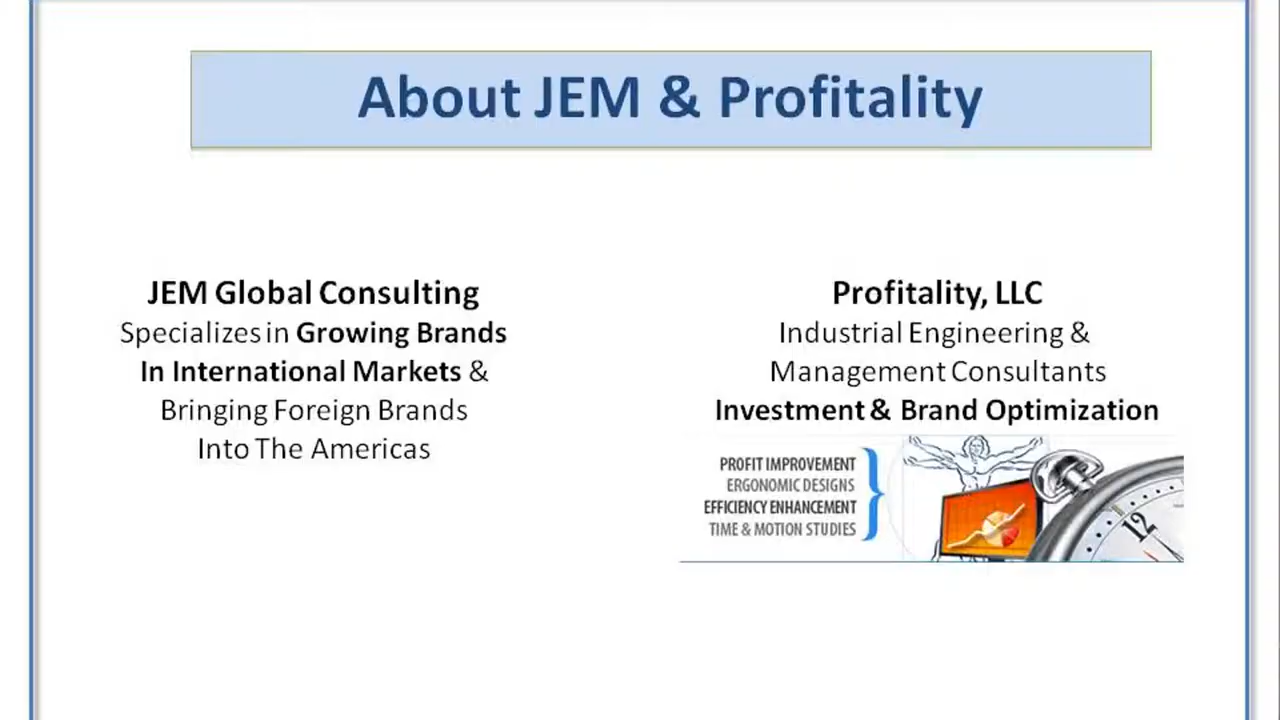 About JEM & Profitality
JEM Global Consulting
Specializes in Growing Brands
In International Markets &
Bringing Foreign Brands
Into The Americas
Profitality, LLC
Industrial Engineering &
Management Consultants
Investment & Brand Optimization
PROFIT IMPROVEMENT
ERGONOMIC DESIGNS
EFFICIENCY ENHANCEMENT
TIME & MOTION STUDIES
12